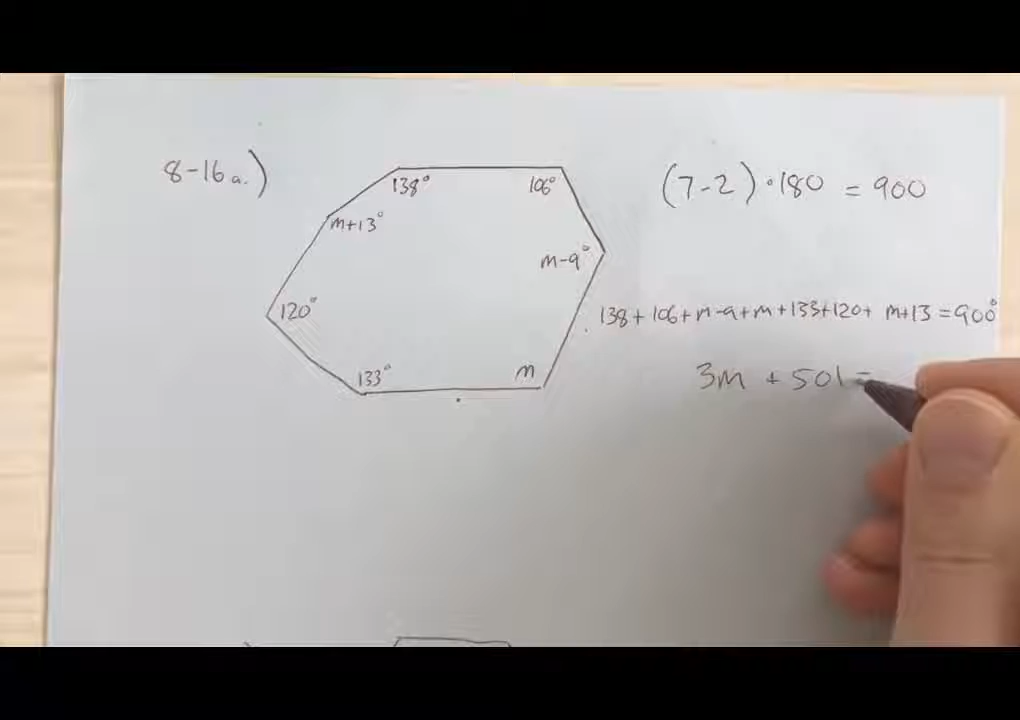 8-16a.)
138°
106°
(7-2)·180 = 900
m+13°
m-9°
120°
138+106+m-9+m+133+120+ m+13=900°
133°
m
3m + 501=